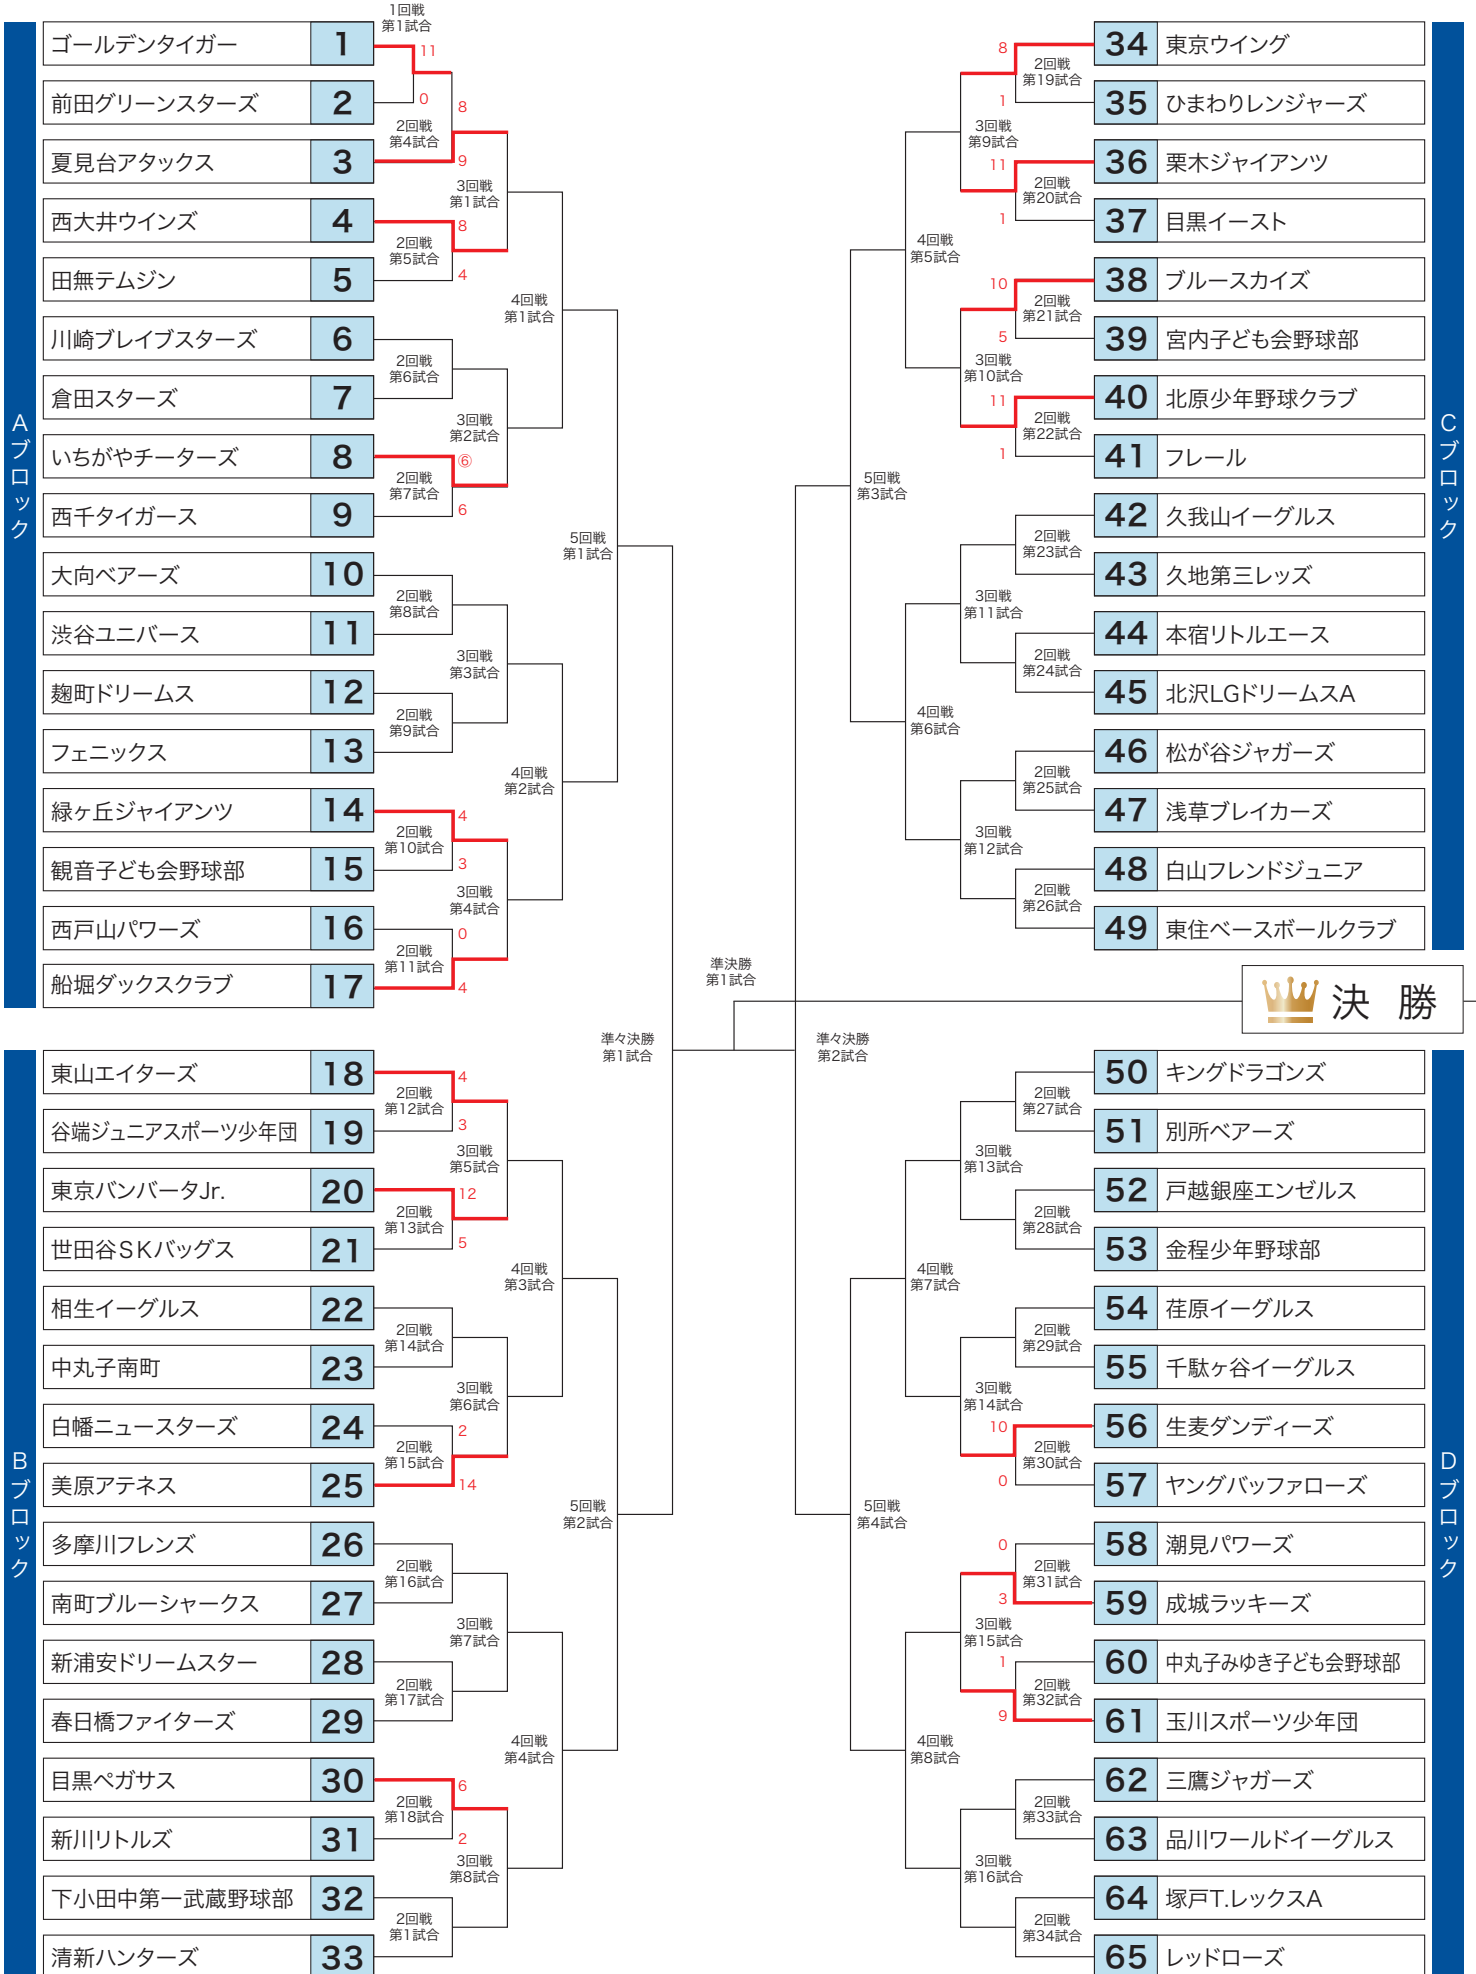 Aブロック
1回戦
第1試合
ゴールデンタイガー 1
11
前田グリーンスターズ 2
0
8
2回戦
第4試合
夏見台アタックス 3
9
3回戦
第1試合
西大井ウインズ 4
8
2回戦
第5試合
田無テムジン 5
4
4回戦
第1試合
川崎ブレイブスターズ 6
2回戦
第6試合
倉田スターズ 7
3回戦
第2試合
いちがやチーターズ 8
⑥
2回戦
第7試合
西千タイガース 9
6
5回戦
第1試合
大向ベアーズ 10
2回戦
第8試合
渋谷ユニバース 11
3回戦
第3試合
麹町ドリームス 12
2回戦
第9試合
フェニックス 13
4回戦
第2試合
緑ヶ丘ジャイアンツ 14
4
2回戦
第10試合
観音子ども会野球部 15
3
3回戦
第4試合
西戸山パワーズ 16
0
2回戦
第11試合
船堀ダックスクラブ 17
4
Bブロック
東山エイターズ 18
4
2回戦
第12試合
谷端ジュニアスポーツ少年団 19
3
3回戦
第5試合
東京バンバータJr. 20
12
2回戦
第13試合
世田谷SKバッグス 21
5
4回戦
第3試合
相生イーグルス 22
2回戦
第14試合
中丸子南町 23
3回戦
第6試合
白幡ニュースターズ 24
2
2回戦
第15試合
美原アテネス 25
14
5回戦
第2試合
多摩川フレンズ 26
2回戦
第16試合
南町ブルーシャークス 27
3回戦
第7試合
新浦安ドリームスター 28
2回戦
第17試合
春日橋ファイターズ 29
4回戦
第4試合
目黒ペガサス 30
6
2回戦
第18試合
新川リトルズ 31
2
3回戦
第8試合
下小田中第一武蔵野球部 32
2回戦
第1試合
清新ハンターズ 33
準々決勝
第1試合
準決勝
第1試合
準々決勝
第2試合
決 勝
Cブロック
8
34 東京ウイング
2回戦
第19試合
1
35 ひまわりレンジャーズ
3回戦
第9試合
11
36 栗木ジャイアンツ
2回戦
第20試合
1
37 目黒イースト
4回戦
第5試合
10
38 ブルースカイズ
2回戦
第21試合
5
39 宮内子ども会野球部
3回戦
第10試合
11
40 北原少年野球クラブ
2回戦
第22試合
1
41 フレール
5回戦
第3試合
42 久我山イーグルス
2回戦
第23試合
43 久地第三レッズ
3回戦
第11試合
44 本宿リトルエース
2回戦
第24試合
45 北沢LGドリームスA
4回戦
第6試合
46 松が谷ジャガーズ
2回戦
第25試合
47 浅草ブレイカーズ
3回戦
第12試合
48 白山フレンドジュニア
2回戦
第26試合
49 東住ベースボールクラブ
Dブロック
50 キングドラゴンズ
2回戦
第27試合
51 別所ベアーズ
3回戦
第13試合
52 戸越銀座エンゼルス
2回戦
第28試合
53 金程少年野球部
4回戦
第7試合
54 荏原イーグルス
2回戦
第29試合
55 千駄ヶ谷イーグルス
3回戦
第14試合
10
56 生麦ダンディーズ
2回戦
第30試合
0
57 ヤングバッファローズ
5回戦
第4試合
0
58 潮見パワーズ
2回戦
第31試合
3
59 成城ラッキーズ
3回戦
第15試合
1
60 中丸子みゆき子ども会野球部
2回戦
第32試合
9
61 玉川スポーツ少年団
4回戦
第8試合
62 三鷹ジャガーズ
2回戦
第33試合
63 品川ワールドイーグルス
3回戦
第16試合
64 塚戸T.レックスA
2回戦
第34試合
65 レッドローズ